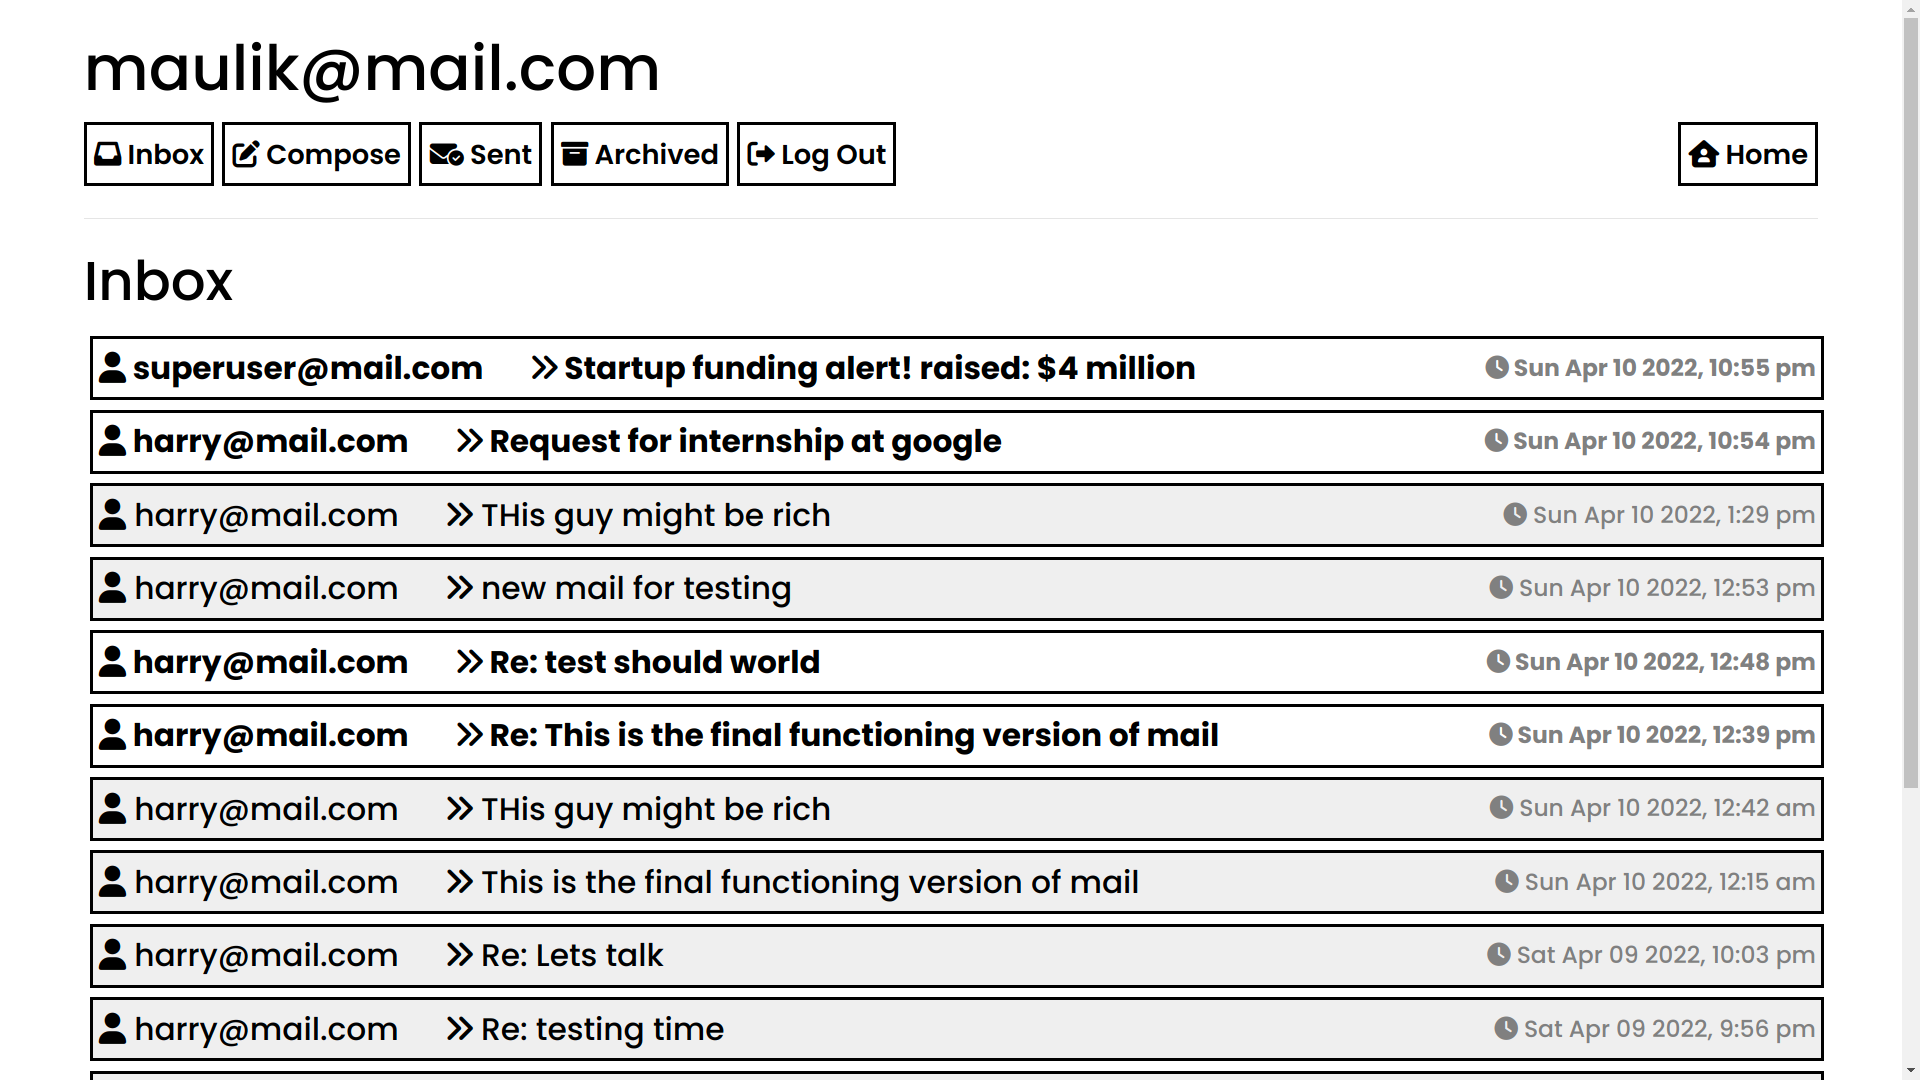 maulik@mail.com
Inbox Compose Sent Archived Log Out Home
Inbox
superuser@mail.com Startup funding alert! raised: $4 million Sun Apr 10 2022, 10:55 pm
harry@mail.com Request for internship at google Sun Apr 10 2022, 10:54 pm
harry@mail.com THis guy might be rich Sun Apr 10 2022, 1:29 pm
harry@mail.com new mail for testing Sun Apr 10 2022, 12:53 pm
harry@mail.com Re: test should world Sun Apr 10 2022, 12:48 pm
harry@mail.com Re: This is the final functioning version of mail Sun Apr 10 2022, 12:39 pm
harry@mail.com THis guy might be rich Sun Apr 10 2022, 12:42 am
harry@mail.com This is the final functioning version of mail Sun Apr 10 2022, 12:15 am
harry@mail.com Re: Lets talk Sat Apr 09 2022, 10:03 pm
harry@mail.com Re: testing time Sat Apr 09 2022, 9:56 pm